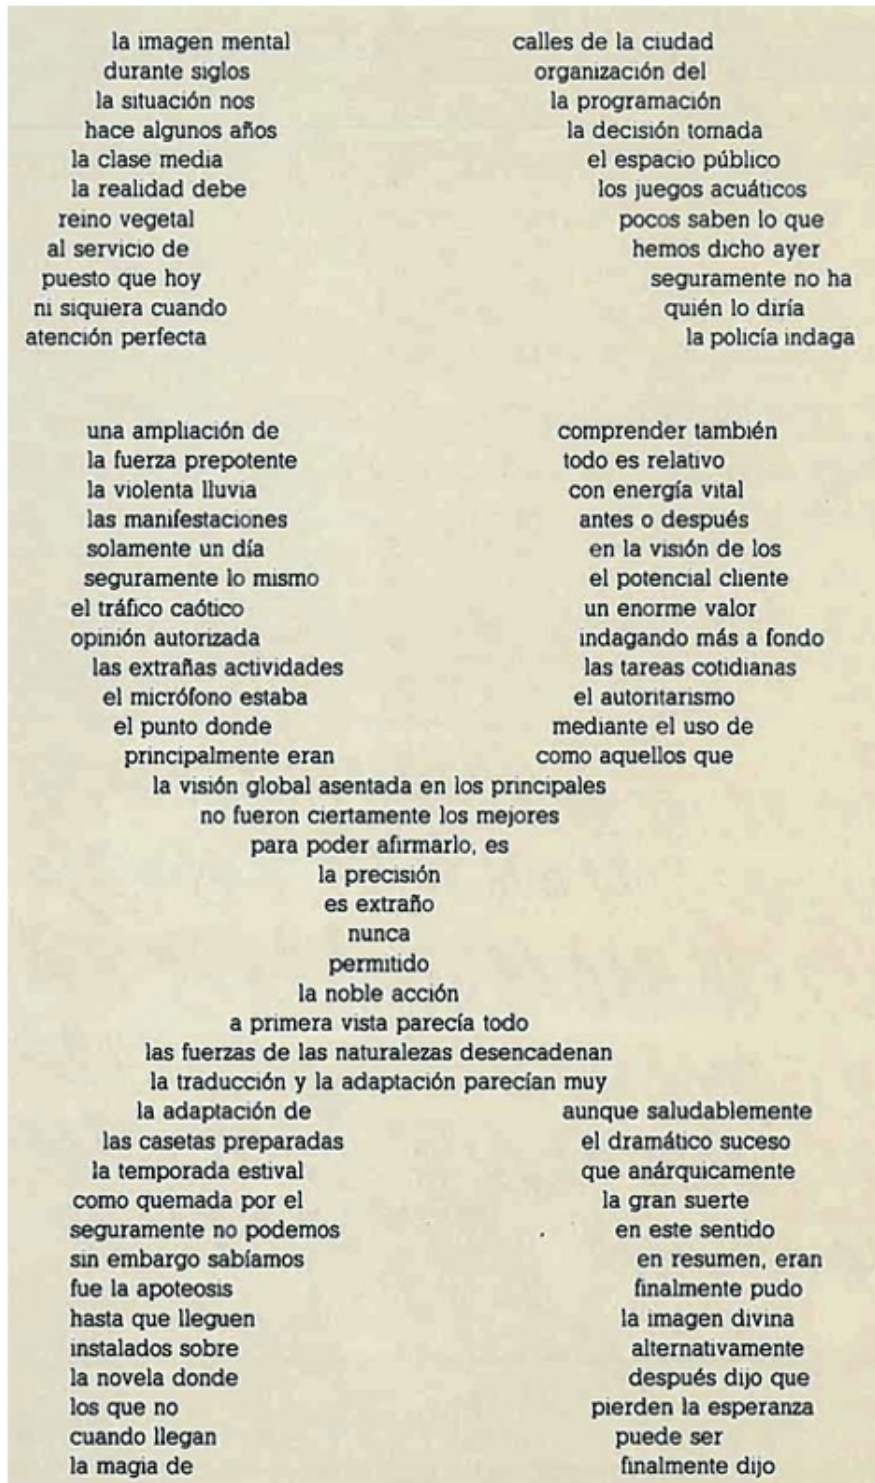 la imagen mental
durante siglos
la situación nos
hace algunos años
la clase media
la realidad debe
reino vegetal
al servicio de
puesto que hoy
ni siquiera cuando
atención perfecta
calles de la ciudad
organización del
la programación
la decisión tomada
el espacio público
los juegos acuáticos
pocos saben lo que
hemos dicho ayer
seguramente no ha
quién lo diría
la policía indaga
una ampliación de
la fuerza prepotente
la violenta lluvia
las manifestaciones
solamente un día
seguramente lo mismo
el tráfico caótico
opinión autorizada
las extrañas actividades
el micrófono estaba
el punto donde
principalmente eran
comprender también
todo es relativo
con energía vital
antes o después
en la visión de los
el potencial cliente
un enorme valor
indagando más a fondo
las tareas cotidianas
el autoritarismo
mediante el uso de
como aquellos que
la visión global asentada en los principales
no fueron ciertamente los mejores
para poder afirmarlo, es
la precisión
es extraño
nunca
permitido
la noble acción
a primera vista parecía todo
las fuerzas de las naturalezas desencadenan
la traducción y la adaptación parecían muy
la adaptación de
las casetas preparadas
la temporada estival
como quemada por el
seguramente no podemos
sin embargo sabíamos
fue la apoteosis
hasta que lleguen
instalados sobre
la novela donde
los que no
cuando llegan
la magia de
aunque saludablemente
el dramático suceso
que anárquicamente
la gran suerte
en este sentido
en resumen, eran
finalmente pudo
la imagen divina
alternativamente
después dijo que
pierden la esperanza
puede ser
finalmente dijo